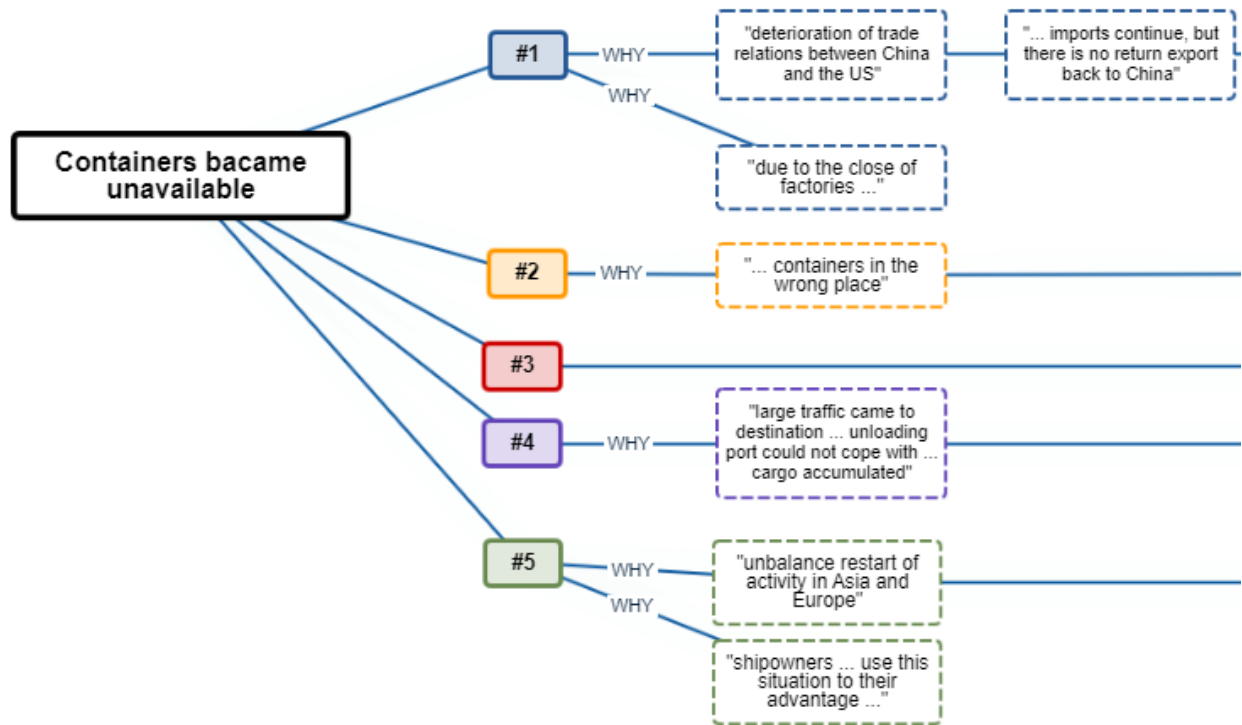 Containers bacame
unavailable
#1
WHY
"deterioration of trade
relations between China
and the US"
"... imports continue, but
there is no return export
back to China"
WHY
"due to the close of
factories ..."
#2
WHY
"... containers in the
wrong place"
#3
#4
WHY
"large traffic came to
destination ... unloading
port could not cope with ...
cargo accumulated"
#5
WHY
"unbalance restart of
activity in Asia and
Europe"
WHY
"shipowners ... use this
situation to their
advantage ..."